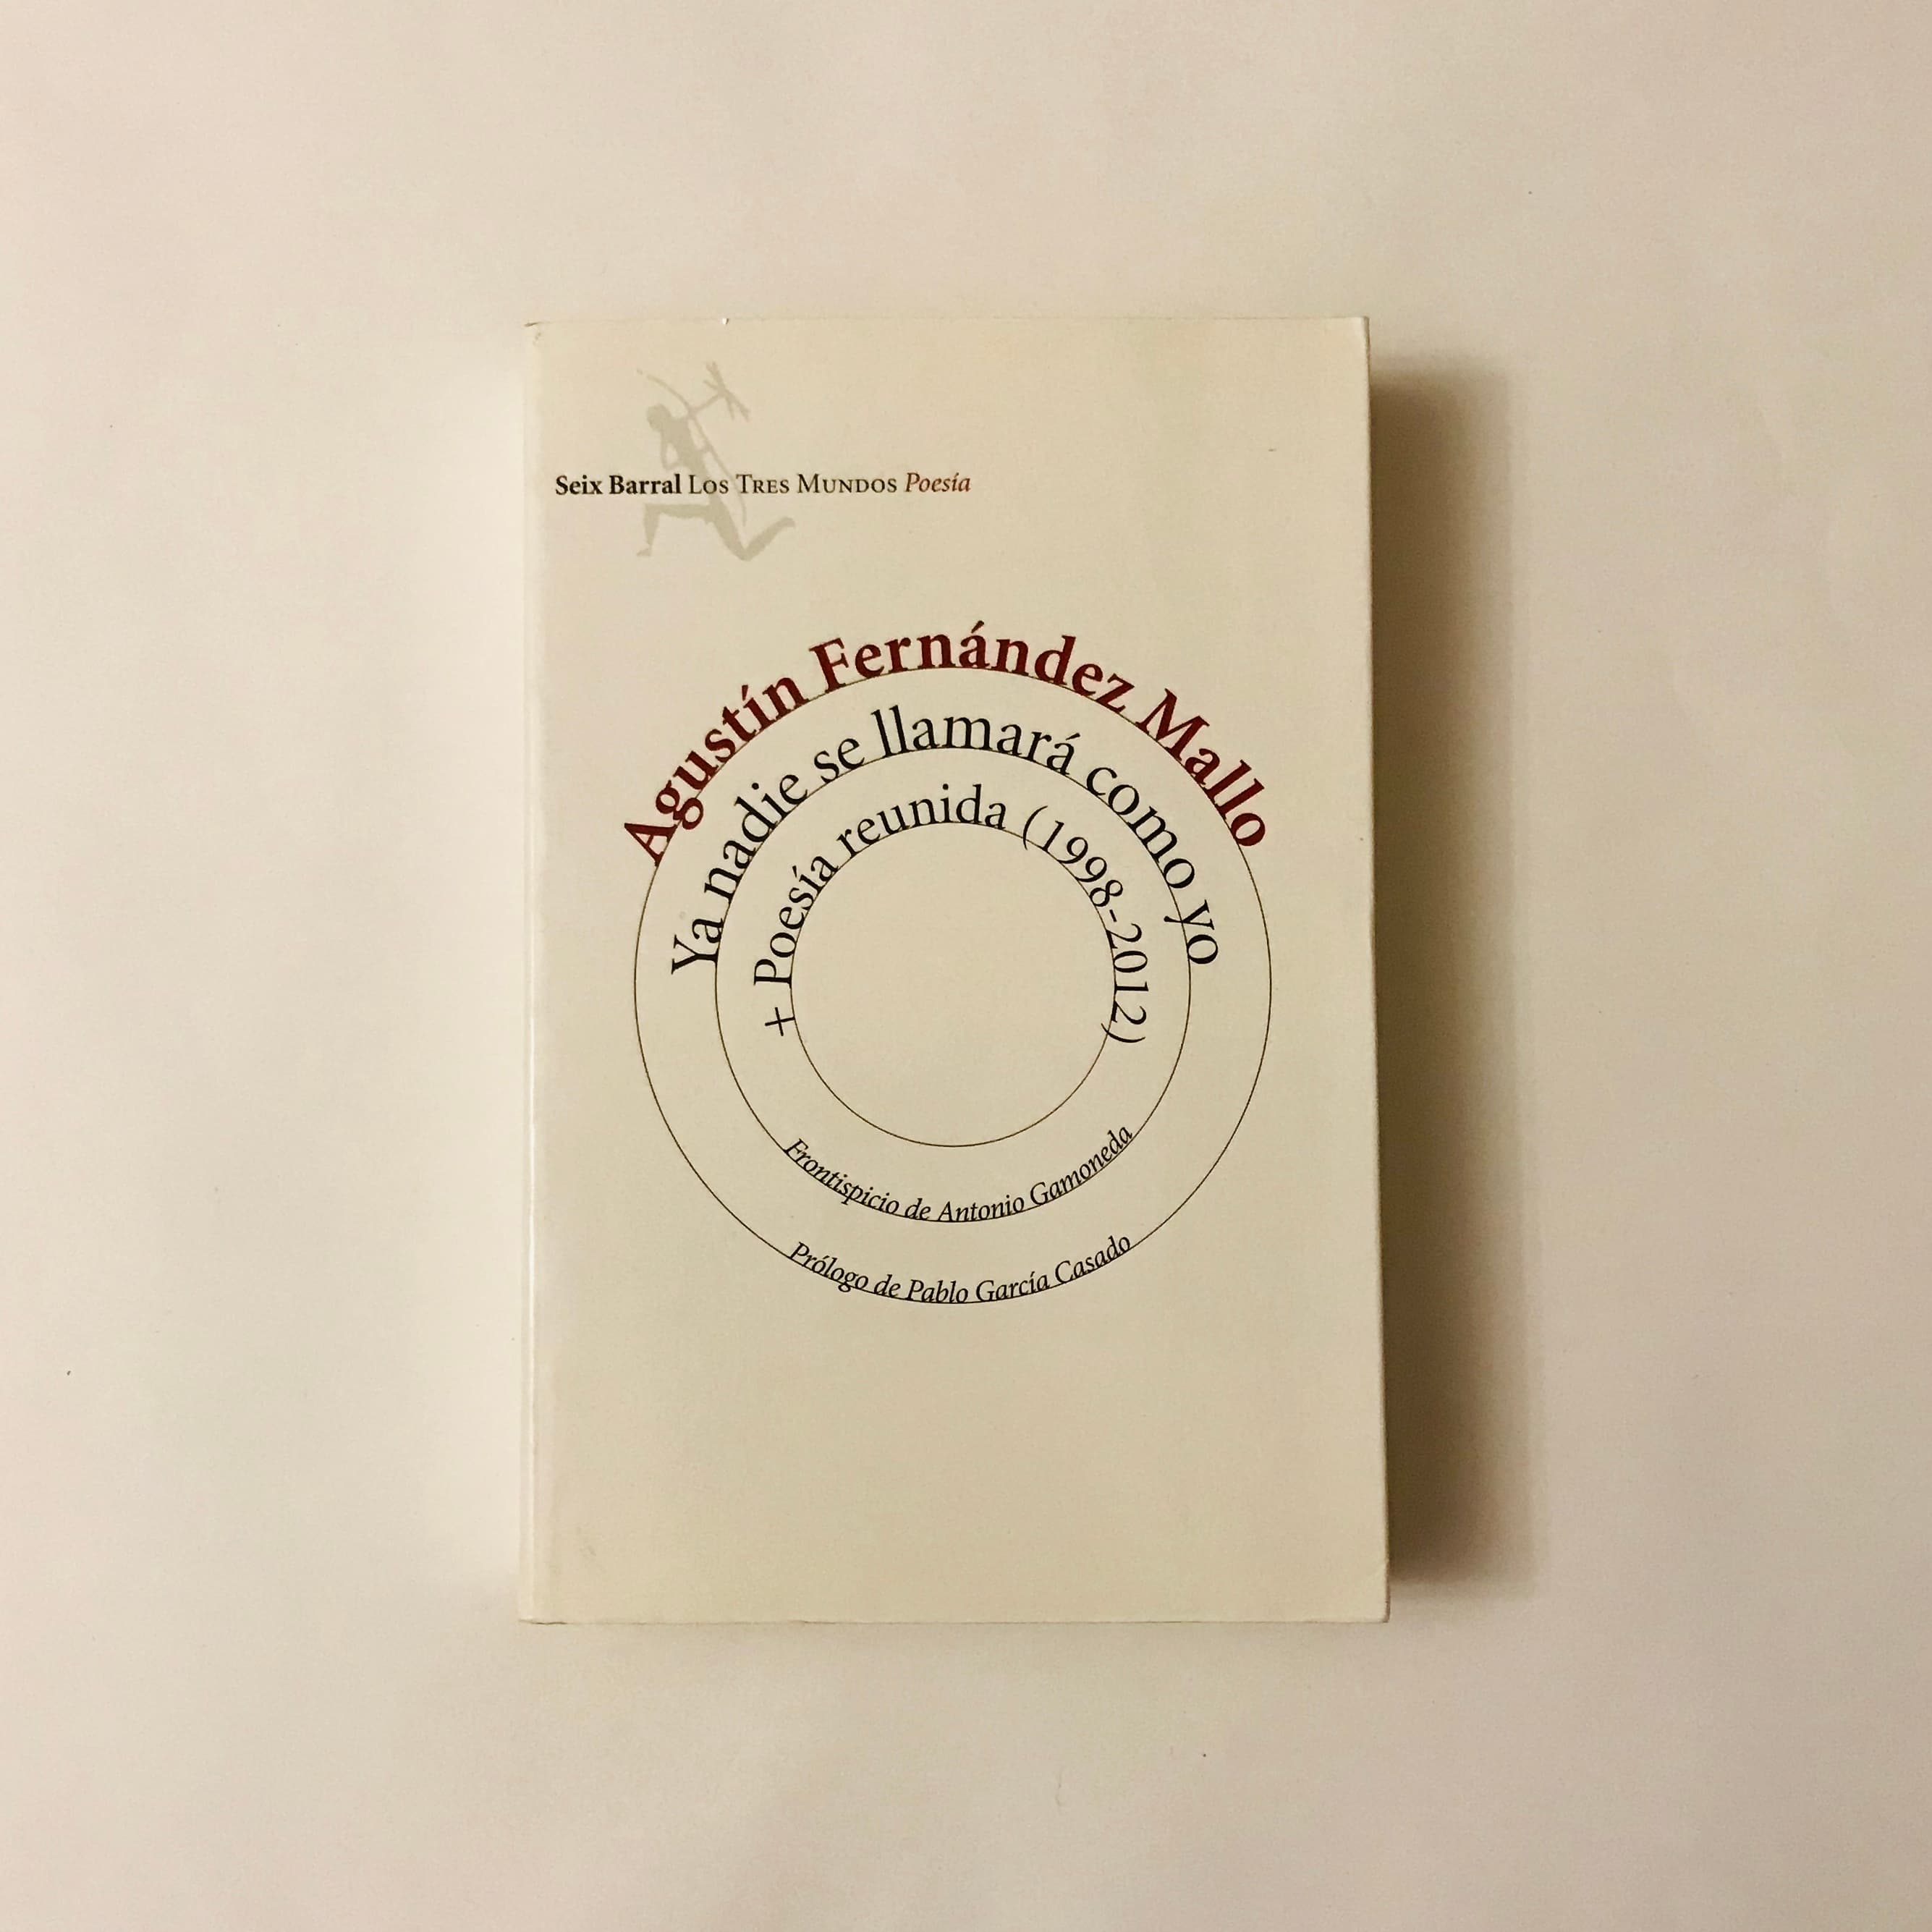 Seix Barral Los Tres Mundos Poesía
Agustín Fernández Mallo
Ya nadie se llamará como yo
+ Poesía reunida (1998-2012)
Frontispicio de Antonio Gamoneda
Prólogo de Pablo García Casado